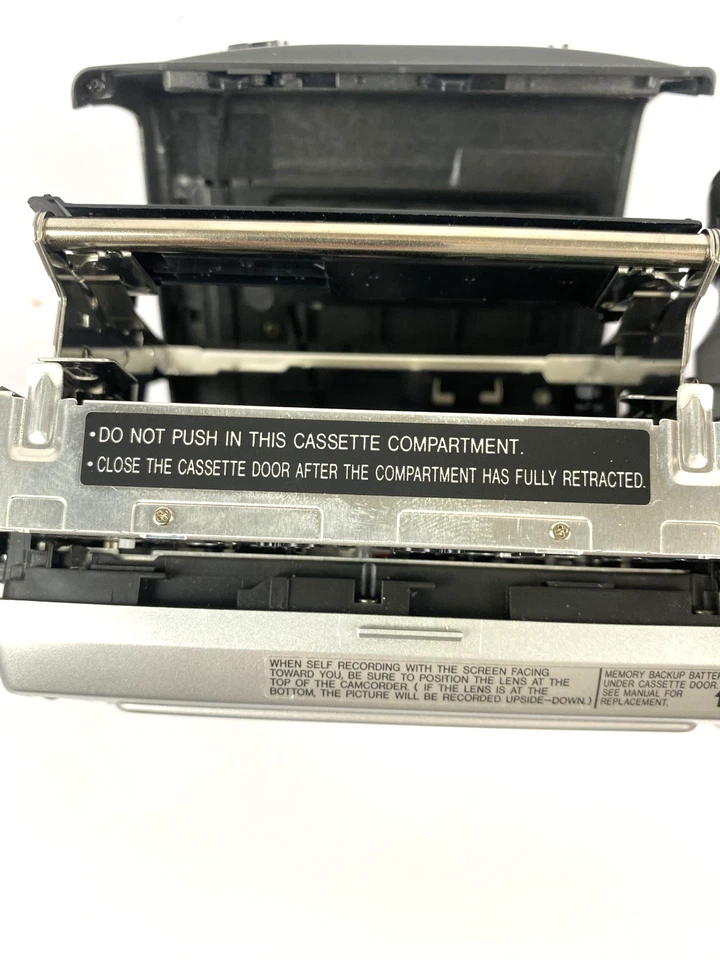 •DO NOT PUSH IN THIS CASSETTE COMPARTMENT.
•CLOSE THE CASSETTE DOOR AFTER THE COMPARTMENT HAS FULLY RETRACTED.
WHEN SELF RECORDING WITH THE SCREEN FACING
TOWARD YOU, BE SURE TO POSITION THE LENS AT THE
TOP OF THE CAMCORDER. ( IF THE LENS IS AT THE
BOTTOM, THE PICTURE WILL BE RECORDED UPSIDE-DOWN.)
MEMORY BACKUP
UNDER CASSETTE DOOR.
SEE MANUAL FOR
REPLACEMENT.